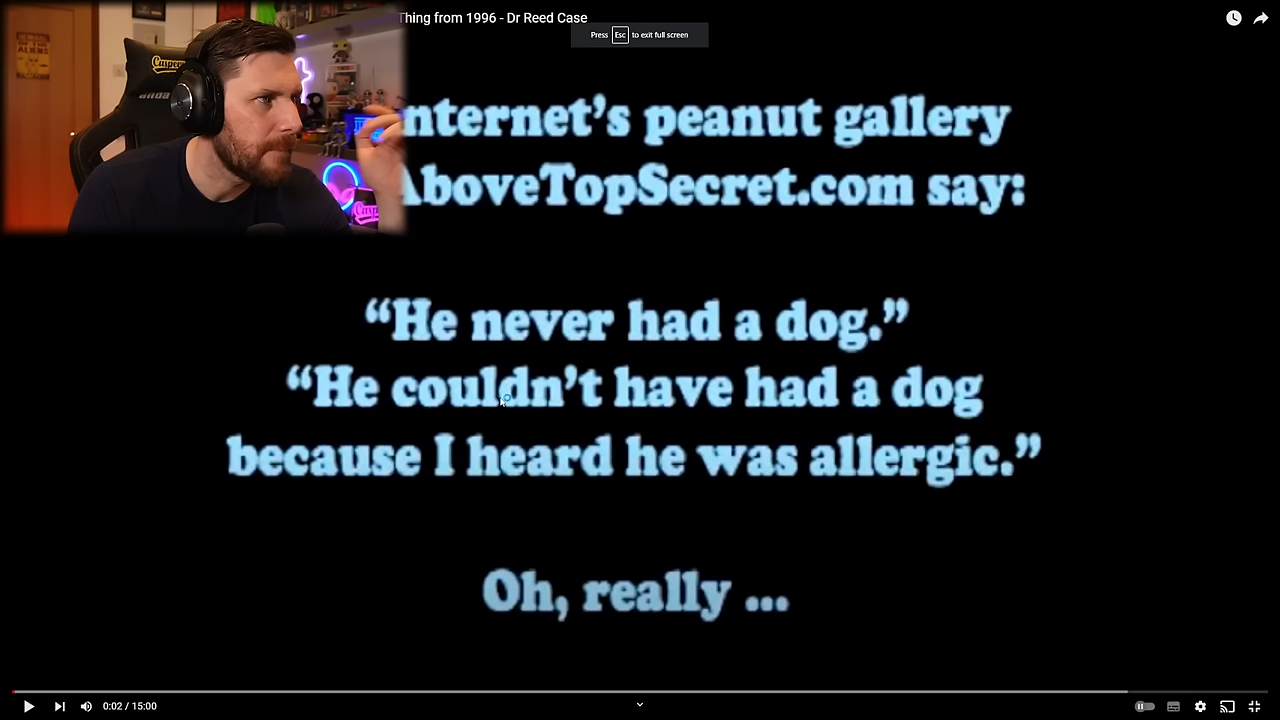 Thing from 1996 - Dr Reed Case
Press Esc to exit full screen
nternet's peanut gallery
AboveTopSecret.com say:
“He never had a dog.”
“He couldn't have had a dog
because I heard he was allergic.”
Oh, really ...
0:02 / 15:00